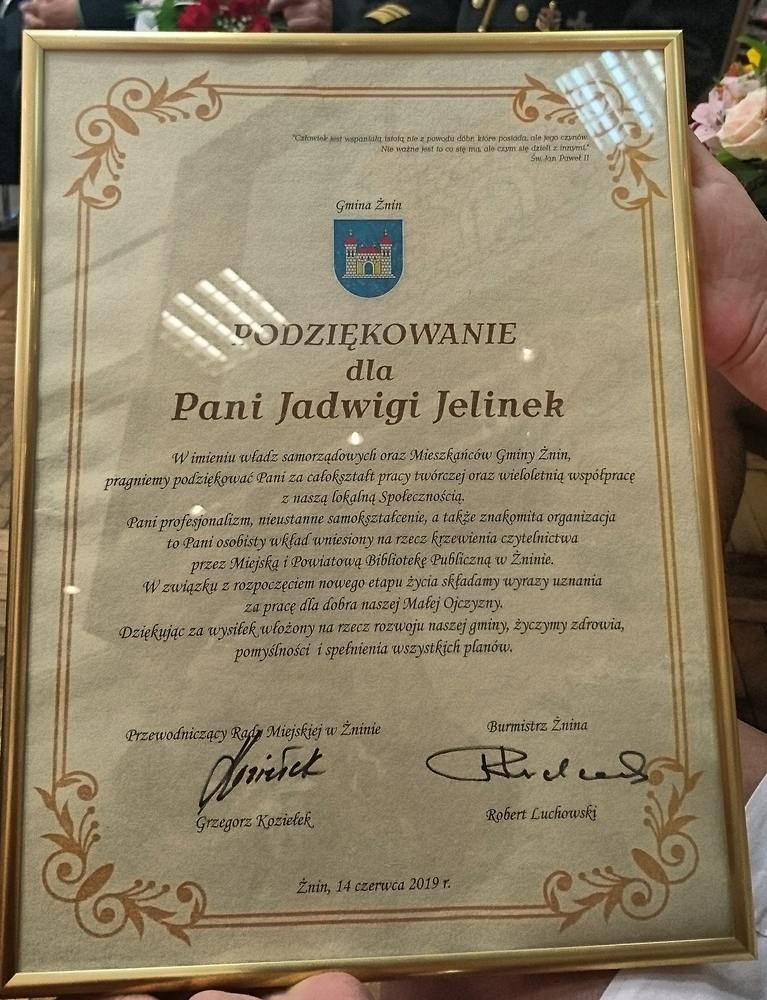 "Człowiek jest wspaniałą istotą nie z powodu dóbr, które posiada, ale jego czynów.
Nie ważne jest to co się ma, ale czym się dzieli z innymi."
Św. Jan Paweł II
Gmina Żnin
PODZIĘKOWANIE
dla
Pani Jadwigi Jelinek
W imieniu władz samorządowych oraz Mieszkańców Gminy Żnin,
pragniemy podziękować Pani za całokształt pracy twórczej oraz wieloletnią współpracę
z naszą lokalną Społecznością.
Pani profesjonalizm, nieustanne samokształcenie, a także znakomita organizacja
to Pani osobisty wkład wniesiony na rzecz krzewienia czytelnictwa
przez Miejską i Powiatową Bibliotekę Publiczną w Żninie.
W związku z rozpoczęciem nowego etapu życia składamy wyrazy uznania
za pracę dla dobra naszej Małej Ojczyzny.
Dziękując za wysiłek włożony na rzecz rozwoju naszej gminy, życzymy zdrowia,
pomyślności i spełnienia wszystkich planów.
Przewodniczący Rady Miejskiej w Żninie
Koziełek
Grzegorz Koziełek
Burmistrz Żnina
Robert Luchowski
Żnin, 14 czerwca 2019 r.